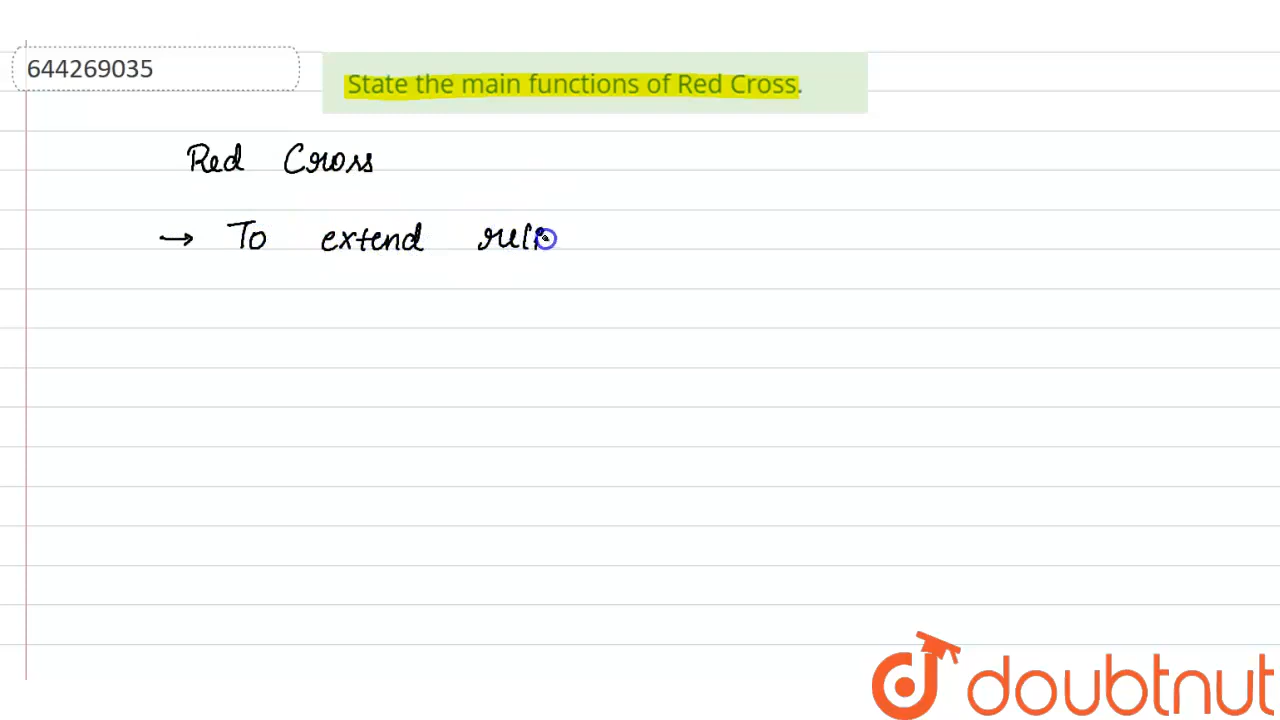 644269035
State the main functions of Red Cross.
Red Cross
→ To extend
doubtnut